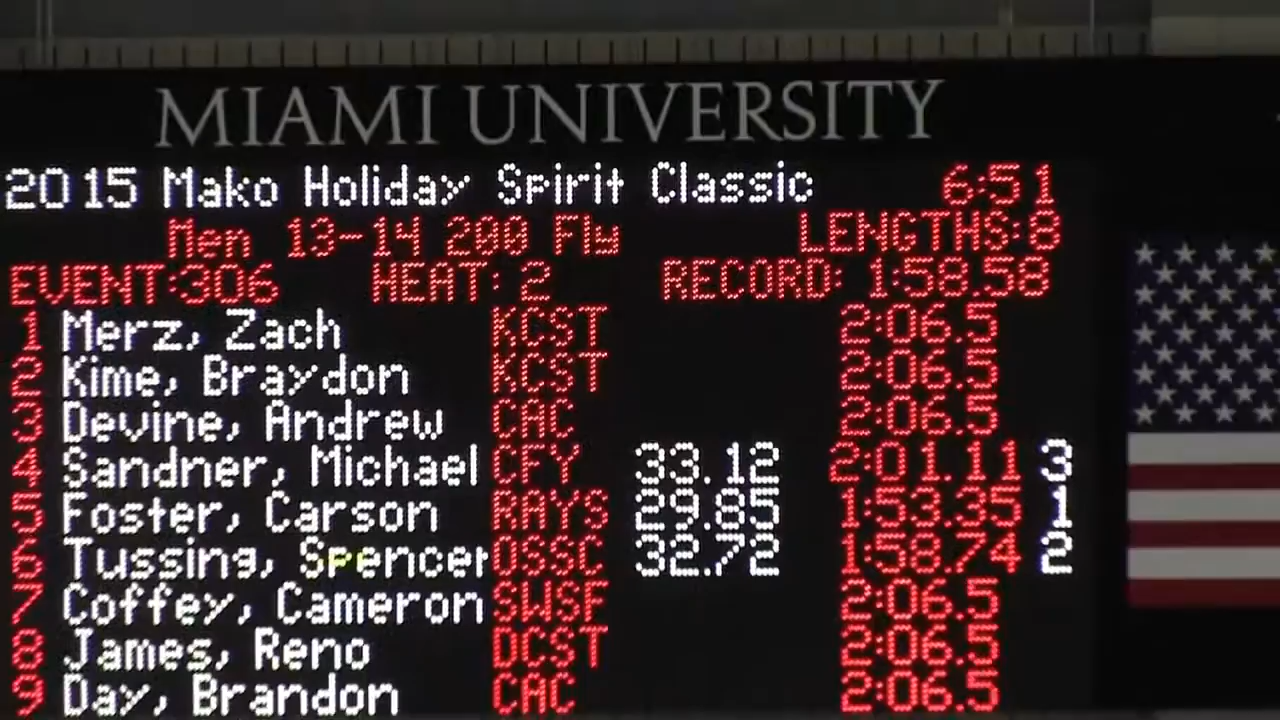 MIAMI UNIVERSITY
2015 Mako Holiday Spirit Classic 6:51
Men 13-14 200 Fly LENGTHS:8
EVENT:306 HEAT: 2 RECORD: 1:58.58
1 Merz, Zach KCST 2:06.5
2 Kime, Braydon KCST 2:06.5
3 Devine, Andrew CAC 2:06.5
4 Sandner, Michael CFY 33.12 2:01.11 3
5 Foster, Carson RAYS 29.85 1:53.35 1
6 Tussing, Spencer OSSC 32.72 1:58.74 2
7 Coffey, Cameron SWSF 2:06.5
8 James, Reno DCST 2:06.5
9 Day, Brandon CAC 2:06.5